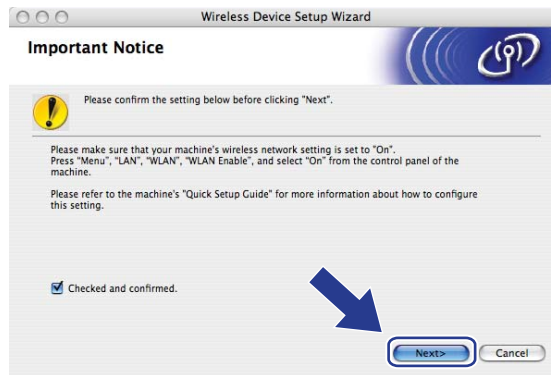 Wireless Device Setup Wizard
Important Notice
Please confirm the setting below before clicking "Next".
Please make sure that your machine's wireless network setting is set to "On".
Press "Menu", "LAN", "WLAN", "WLAN Enable", and select "On" from the control panel of the
machine.
Please refer to the machine's "Quick Setup Guide" for more information about how to configure
this setting.
Checked and confirmed.
Next>
Cancel